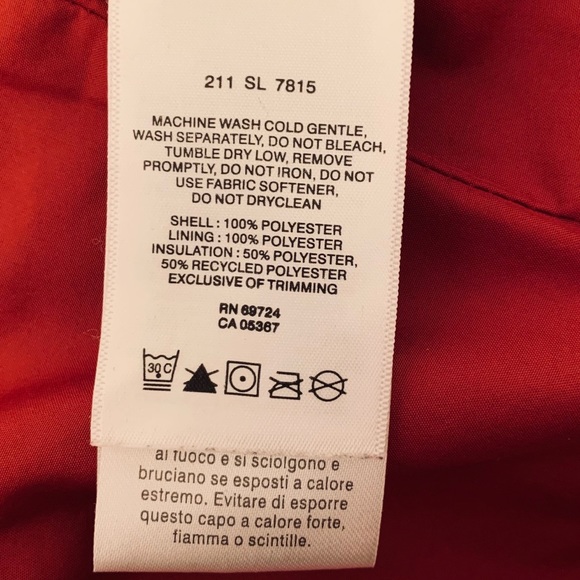 211 SL 7815
MACHINE WASH COLD GENTLE,
WASH SEPARATELY, DO NOT BLEACH,
TUMBLE DRY LOW, REMOVE
PROMPTLY, DO NOT IRON, DO NOT
USE FABRIC SOFTENER,
DO NOT DRYCLEAN
SHELL : 100% POLYESTER
LINING : 100% POLYESTER
INSULATION : 50% POLYESTER,
50% RECYCLED POLYESTER
EXCLUSIVE OF TRIMMING
RN 69724
CA 05367
30 C
al fuoco e si sciolgono e
bruciano se esposti a calore
estremo. Evitare di esporre
questo capo a calore forte,
fiamma o scintille.